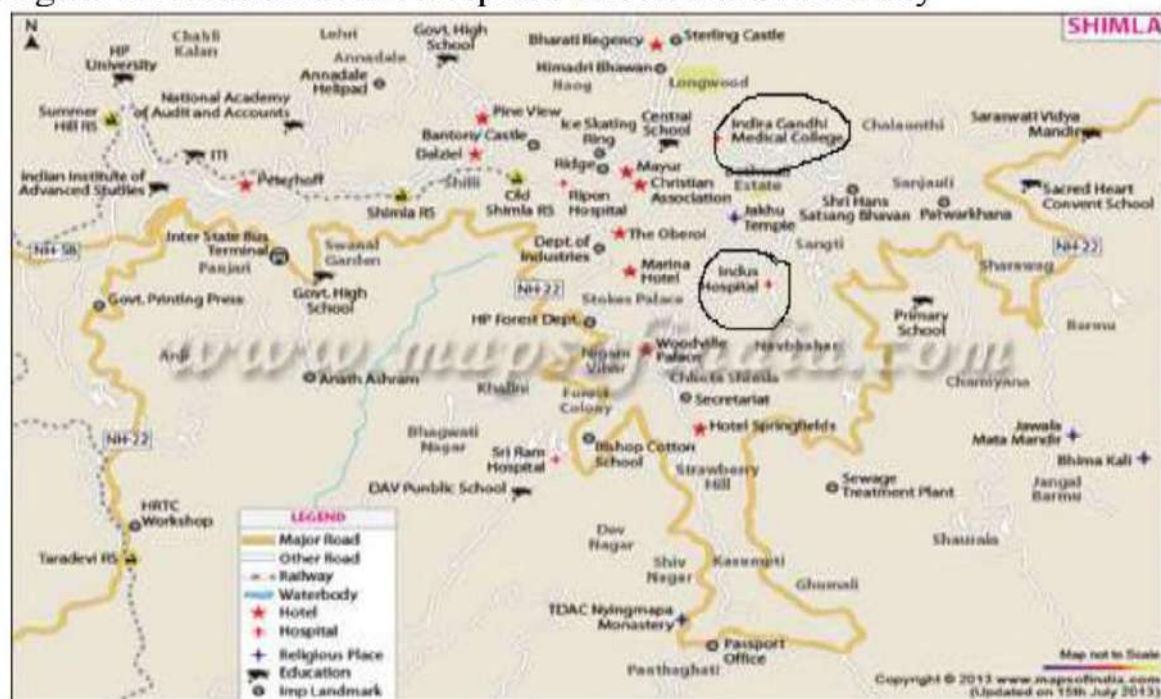 N
SHIMLA
Chabli
Kalan
Lohri
Annadale
Govt. High
School
Bharati Regency
Sterling Castle
HP
University
Annadale
Helipad
Himadri Bhawan
Naog
Longwood
Summer
Hill RS
National Academy
of Audit and Accounts
Pine View
Bantony Castle
Ice Skating
Ring
Central
School
Indira Gandhi
Medical College
Chalaunthi
Saraswati Vidya
Mandir
ITI
Dalziel
Ridge
Mayur
Indian Institute of
Advanced Studies
Peterhoff
Shilli
Old
Shimla RS
Ripon
Hospital
Christian
Association
Estate
Sanjauli
Sacred Heart
Convent School
Shimla RS
Jakhu
Temple
Shri Hans
Satsang Bhavan
Patwarkhana
NH-58
Inter State Bus
Terminal
Panjari
Swanal
Garden
Dept. of
Industries
The Oberoi
Sangti
NH-22
Sharawag
Govt. Printing Press
Govt. High
School
NH-22
Marina
Hotel
Stokes Palace
Indus
Hospital
Primary
School
Barmu
HP Forest Dept.
www.mapsofindia.com
Anji
Nigam
Vihar
Woodville
Palace
Navbhahar
Anath Ashram
Khalini
Forest
Colony
Chhota Shimla
Secretariat
Chamiyana
NH-22
Bhagwati
Nagar
Sri Ram
Hospital
Bishop Cotton
School
Hotel Springfields
Jawala
Mata Mandir
Bhima Kali
DAV Punblic School
Strawberry
Hill
Sewage
Treatment Plant
Jangal
Barmu
HRTC
Workshop
Taradevi RS
Dev
Nagar
Shiv
Nagar
Kasumpti
Ghumali
Shaurala
TDAC Nyingmapa
Monastery
Passport
Office
Panthaghati
LEGEND
Major Road
Other Road
Railway
Waterbody
Hotel
Hospital
Religious Place
Education
Imp Landmark
Map not to Scale
Copyright © 2013 www.mapsofindia.com
(Updated on 15th July 2013)